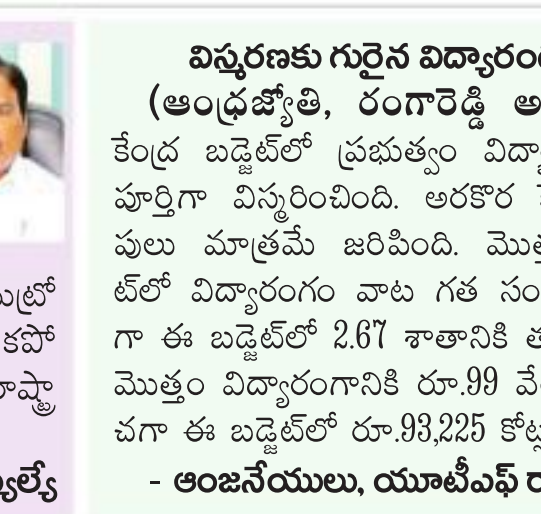 విస్మరణకు గురైన
(ఆంధ్రజ్యోతి, రంగారెడ్డి
కేంద్ర బడ్జెట్‌లో ప్రభుత్వం
పూర్తిగా విస్మరించింది. అరకొర
పులు మాత్రమే జరిపింది.
ట్‌లో విద్యారంగం వాట గత
గా ఈ బడ్జెట్‌లో 2.67 శాతానికి
మొత్తం విద్యారంగానికి రూ.99
చగా ఈ బడ్జెట్‌లో రూ.93,225
- ఆంజనేయులు, యూటీఎఫ్
కపో